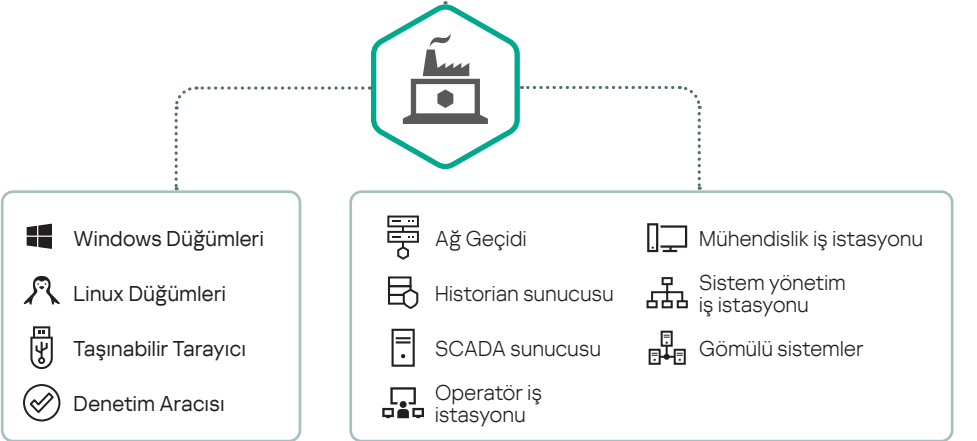 Windows Düğümleri
Linux Düğümleri
Taşınabilir Tarayıcı
Denetim Aracısı
Ağ Geçidi
Historian sunucusu
SCADA sunucusu
Operatör iş
istasyonu
Mühendislik iş istasyonu
Sistem yönetim
iş istasyonu
Gömülü sistemler